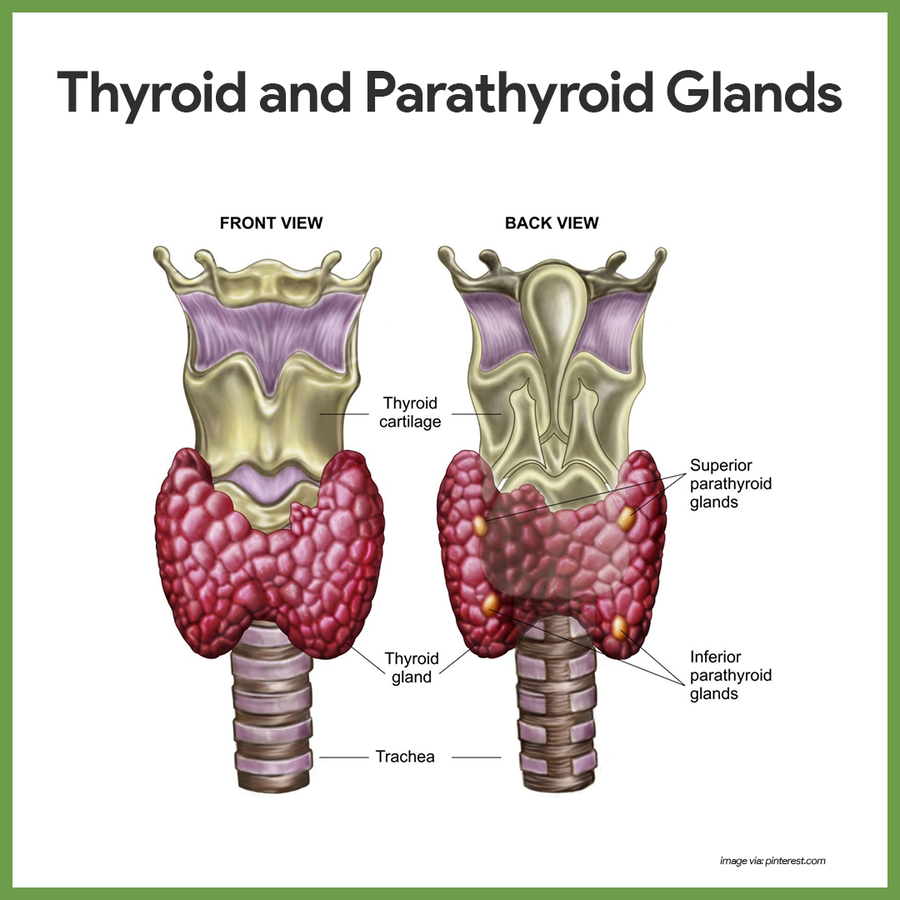 Thyroid and Parathyroid Glands
FRONT VIEW
BACK VIEW
Thyroid
cartilage
Superior
parathyroid
glands
Thyroid
gland
Inferior
parathyroid
glands
Trachea
image via: pinterest.com